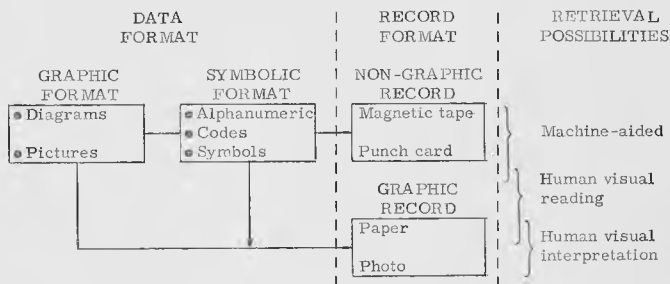 DATA
FORMAT
RECORD
FORMAT
RETRIEVAL
POSSIBILITIES
GRAPHIC
FORMAT
• Diagrams
• Pictures
SYMBOLIC
FORMAT
• Alphanumeric
• Codes
• Symbols
NON-GRAPHIC
RECORD
Magnetic tape
Punch card
GRAPHIC
RECORD
Paper
Photo
Machine-aided
Human visual
reading
Human visual
interpretation